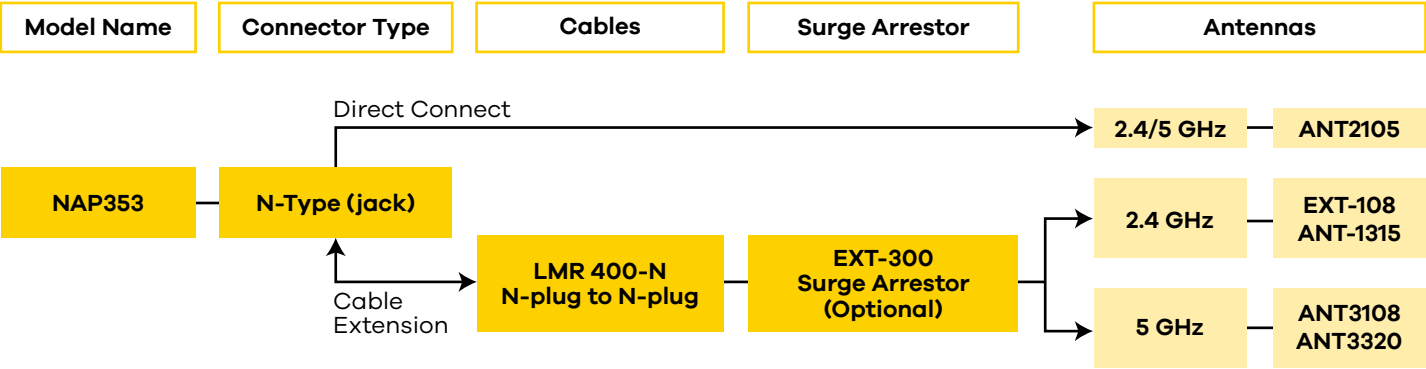 Model Name
Connector Type
Cables
Surge Arrestor
Antennas
Direct Connect
2.4/5 GHz
ANT2105
NAP353
N-Type (jack)
2.4 GHz
EXT-108
ANT-1315
LMR 400-N
N-plug to N-plug
EXT-300
Surge Arrestor
(Optional)
Cable
Extension
5 GHz
ANT3108
ANT3320